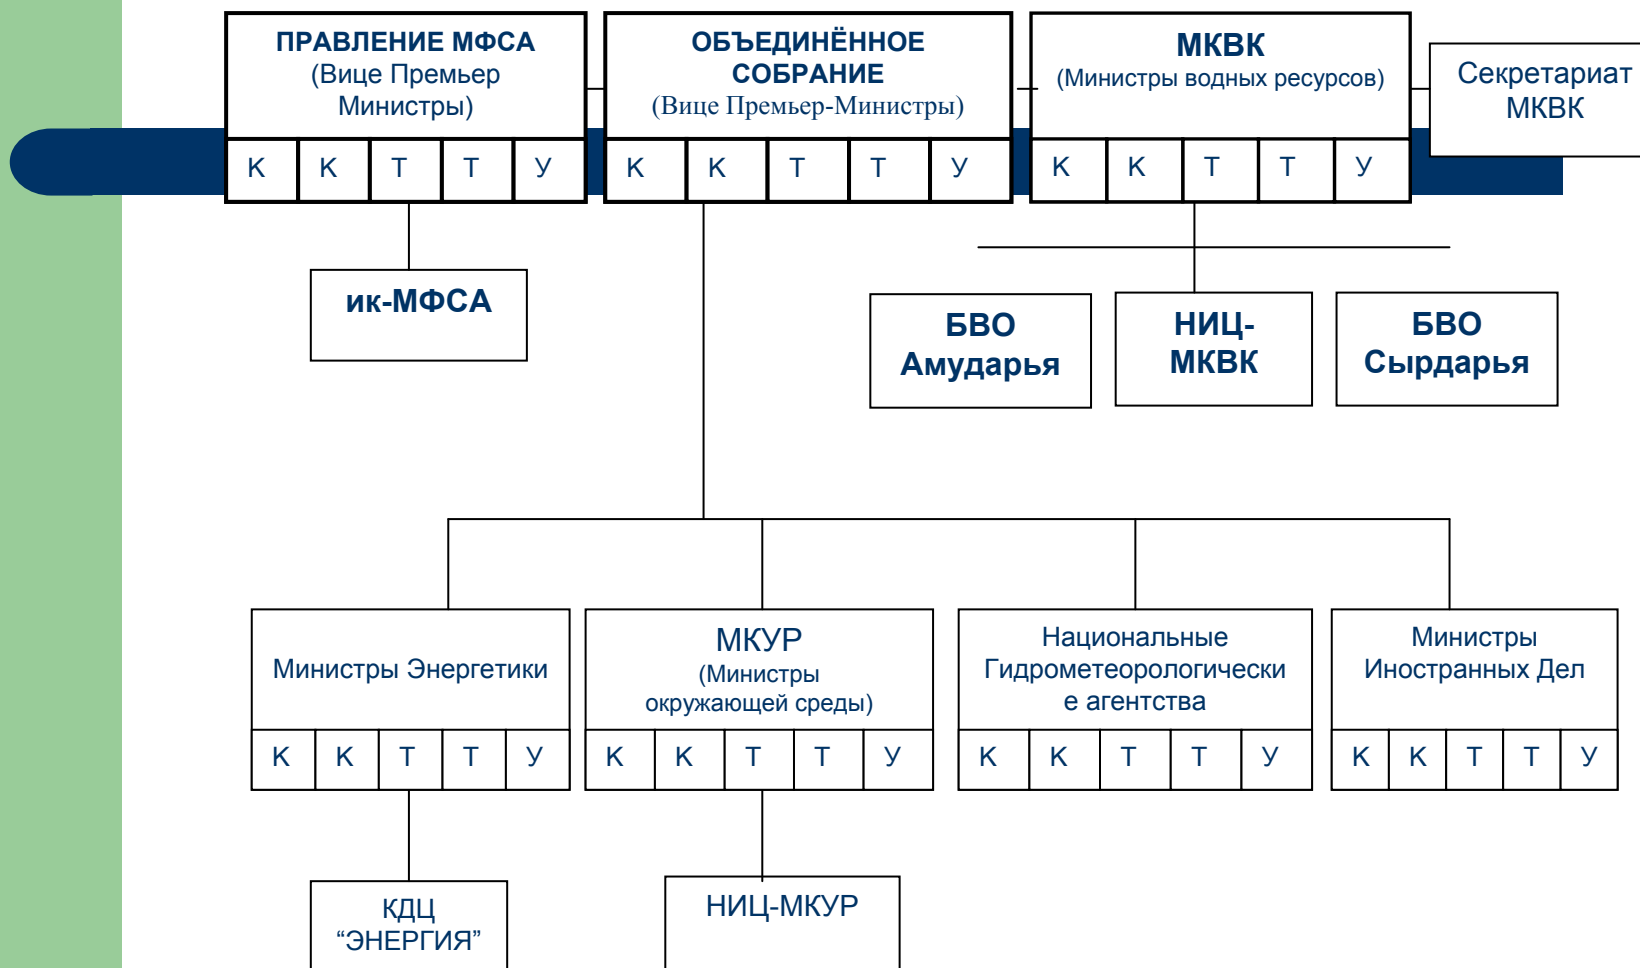 ПРАВЛЕНИЕ МФСА
(Вице Премьер
Министры)
К К Т Т У
ОБЪЕДИНЁННОЕ
СОБРАНИЕ
(Вице Премьер-Министры)
К К Т Т У
МКВК
(Министры водных ресурсов)
К К Т Т У
Секретариат
МКВК
ик-МФСА
БВО
Амударья
НИЦ-
МКВК
БВО
Сырдарья
Министры Энергетики
К К Т Т У
МКУР
(Министры
окружающей среды)
К К Т Т У
Национальные
Гидрометеорологически
е агентства
К К Т Т У
Министры
Иностранных Дел
К К Т Т У
КДЦ
“ЭНЕРГИЯ”
НИЦ-МКУР